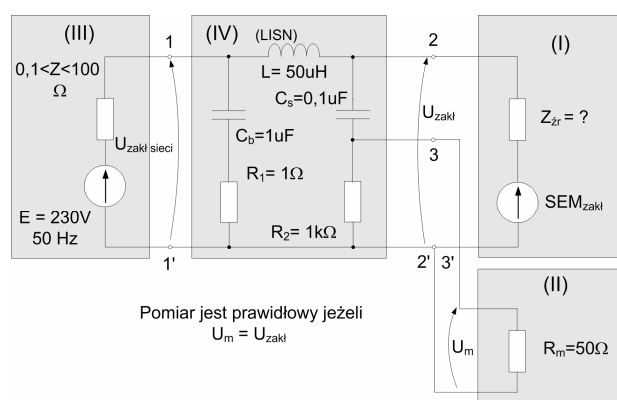 (III)
1
(IV)
(LISN)
2
(I)
0,1<Z<100
Ω
L= 50uH
Cs=0,1uF
Uzakł
Zźr = ?
Uzakł sieci
Cb=1uF
3
R1= 1Ω
SEMzakł
E = 230V
50 Hz
R2= 1kΩ
1'
2'
3'
(II)
Pomiar jest prawidłowy jeżeli
Um = Uzakł
Um
Rm=50Ω